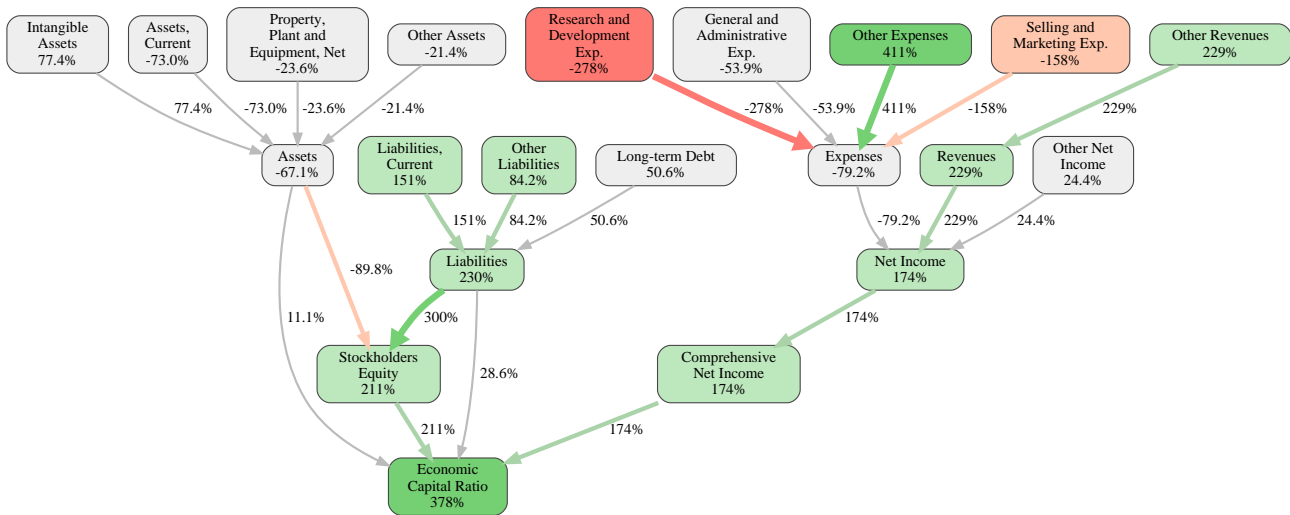 Intangible
Assets
77.4%
Assets,
Current
-73.0%
Property,
Plant and
Equipment, Net
-23.6%
Other Assets
-21.4%
Research and
Development
Exp.
-278%
General and
Administrative
Exp.
-53.9%
Other Expenses
411%
Selling and
Marketing Exp.
-158%
Other Revenues
229%
77.4%
-73.0%
-23.6%
-21.4%
-278%
-53.9%
411%
-158%
229%
Assets
-67.1%
Liabilities,
Current
151%
Other
Liabilities
84.2%
Long-term Debt
50.6%
Expenses
-79.2%
Revenues
229%
Other Net
Income
24.4%
151%
84.2%
50.6%
-79.2%
229%
24.4%
-89.8%
Liabilities
230%
Net Income
174%
11.1%
300%
174%
Stockholders
Equity
211%
28.6%
Comprehensive
Net Income
174%
211%
174%
Economic
Capital Ratio
378%